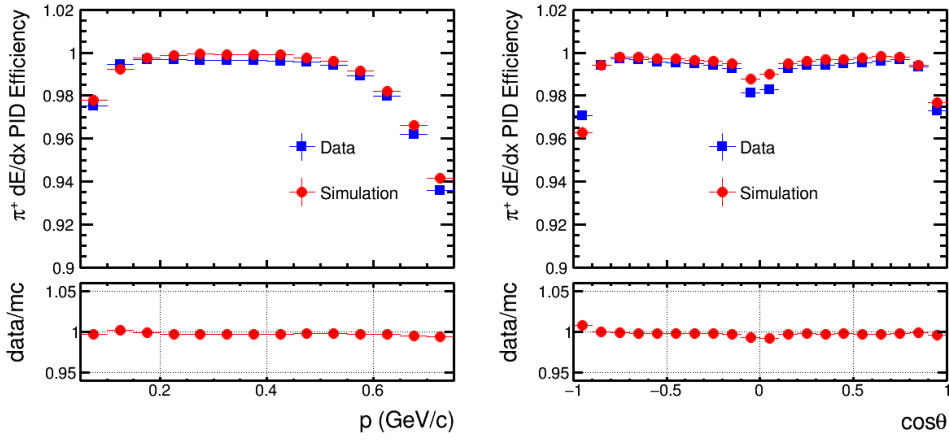 π⁺ dE/dx PID Efficiency
1.02
1
0.98
0.96
0.94
0.92
0.9
Data
Simulation
data/mc
1.05
1
0.95
0.2
0.4
0.6
p (GeV/c)
π⁺ dE/dx PID Efficiency
1.02
1
0.98
0.96
0.94
0.92
0.9
Data
Simulation
data/mc
1.05
1
0.95
−1
−0.5
0
0.5
1
cosθ